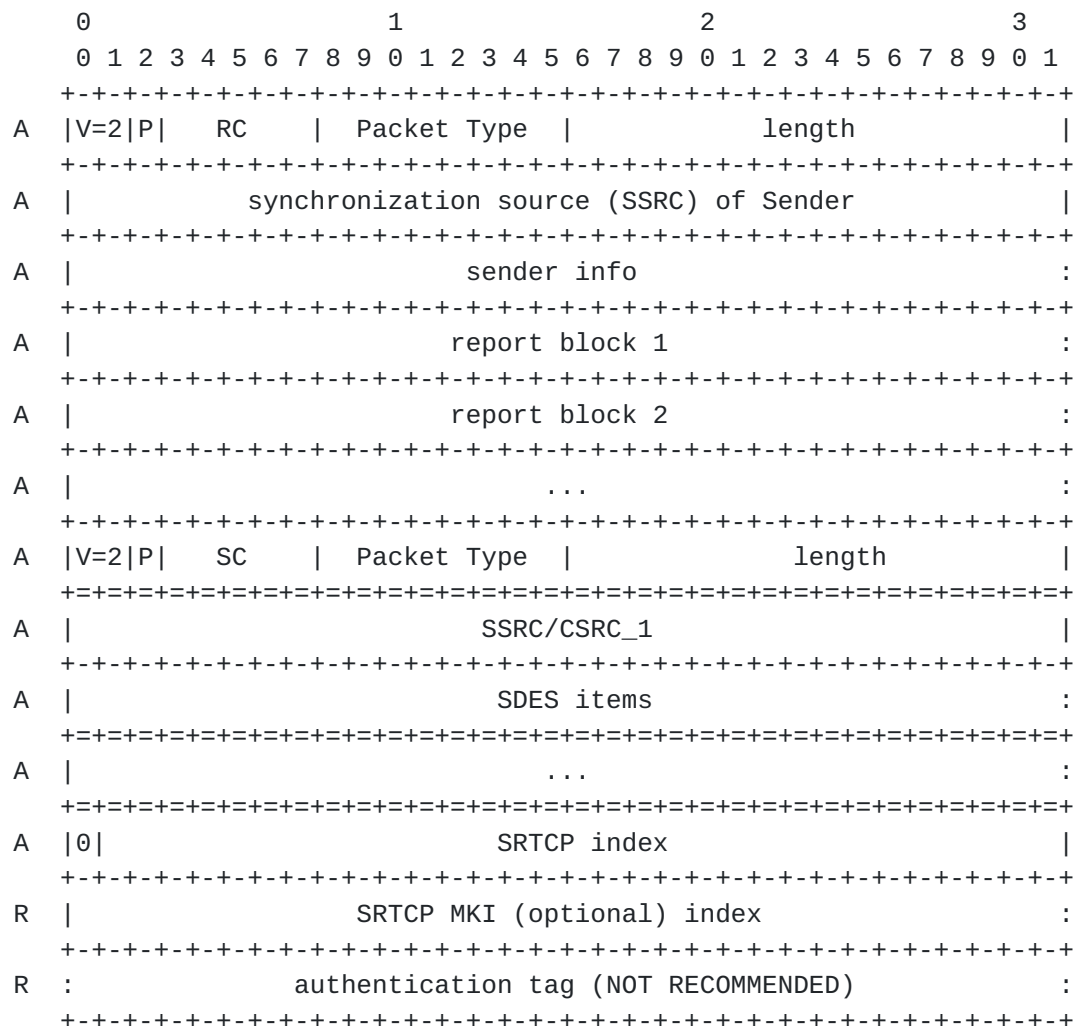 0                   1                   2                   3
     0 1 2 3 4 5 6 7 8 9 0 1 2 3 4 5 6 7 8 9 0 1 2 3 4 5 6 7 8 9 0 1
    +-+-+-+-+-+-+-+-+-+-+-+-+-+-+-+-+-+-+-+-+-+-+-+-+-+-+-+-+-+-+-+-+
A   |V=2|P|   RC    |  Packet Type  |            length             |
    +-+-+-+-+-+-+-+-+-+-+-+-+-+-+-+-+-+-+-+-+-+-+-+-+-+-+-+-+-+-+-+-+
A   |           synchronization source (SSRC) of Sender             |
    +-+-+-+-+-+-+-+-+-+-+-+-+-+-+-+-+-+-+-+-+-+-+-+-+-+-+-+-+-+-+-+-+
A   |                         sender info                           :
    +-+-+-+-+-+-+-+-+-+-+-+-+-+-+-+-+-+-+-+-+-+-+-+-+-+-+-+-+-+-+-+-+
A   |                        report block 1                         :
    +-+-+-+-+-+-+-+-+-+-+-+-+-+-+-+-+-+-+-+-+-+-+-+-+-+-+-+-+-+-+-+-+
A   |                        report block 2                         :
    +-+-+-+-+-+-+-+-+-+-+-+-+-+-+-+-+-+-+-+-+-+-+-+-+-+-+-+-+-+-+-+-+
A   |                              ...                              :
    +-+-+-+-+-+-+-+-+-+-+-+-+-+-+-+-+-+-+-+-+-+-+-+-+-+-+-+-+-+-+-+-+
A   |V=2|P|   SC    |  Packet Type  |              length           |
    +=+=+=+=+=+=+=+=+=+=+=+=+=+=+=+=+=+=+=+=+=+=+=+=+=+=+=+=+=+=+=+=+
A   |                          SSRC/CSRC_1                          |
    +-+-+-+-+-+-+-+-+-+-+-+-+-+-+-+-+-+-+-+-+-+-+-+-+-+-+-+-+-+-+-+-+
A   |                           SDES items                          :
    +=+=+=+=+=+=+=+=+=+=+=+=+=+=+=+=+=+=+=+=+=+=+=+=+=+=+=+=+=+=+=+=+
A   |                              ...                              :
    +=+=+=+=+=+=+=+=+=+=+=+=+=+=+=+=+=+=+=+=+=+=+=+=+=+=+=+=+=+=+=+=+
A   |0|                         SRTCP index                         |
    +-+-+-+-+-+-+-+-+-+-+-+-+-+-+-+-+-+-+-+-+-+-+-+-+-+-+-+-+-+-+-+-+
R   |                  SRTCP MKI (optional) index                   :
    +-+-+-+-+-+-+-+-+-+-+-+-+-+-+-+-+-+-+-+-+-+-+-+-+-+-+-+-+-+-+-+-+
R   :              authentication tag (NOT RECOMMENDED)             :
    +-+-+-+-+-+-+-+-+-+-+-+-+-+-+-+-+-+-+-+-+-+-+-+-+-+-+-+-+-+-+-+-+